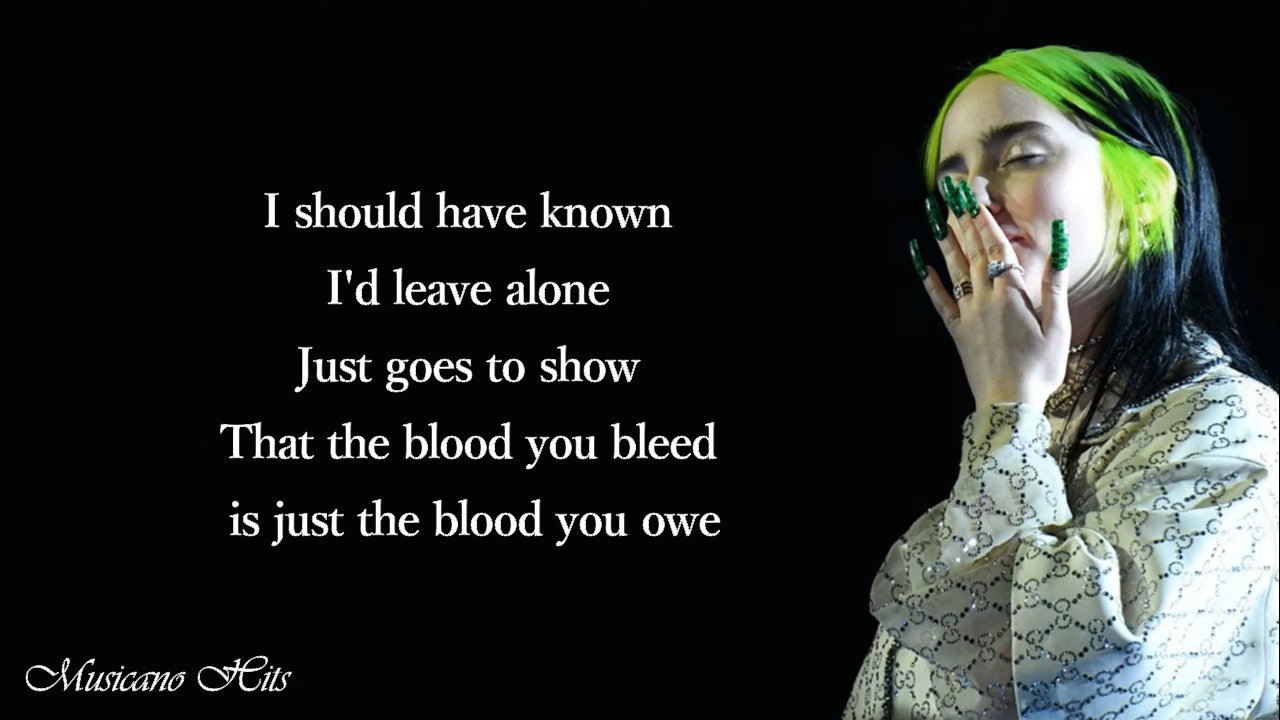 I should have known
I'd leave alone
Just goes to show
That the blood you bleed
is just the blood you owe
Musicano Hits